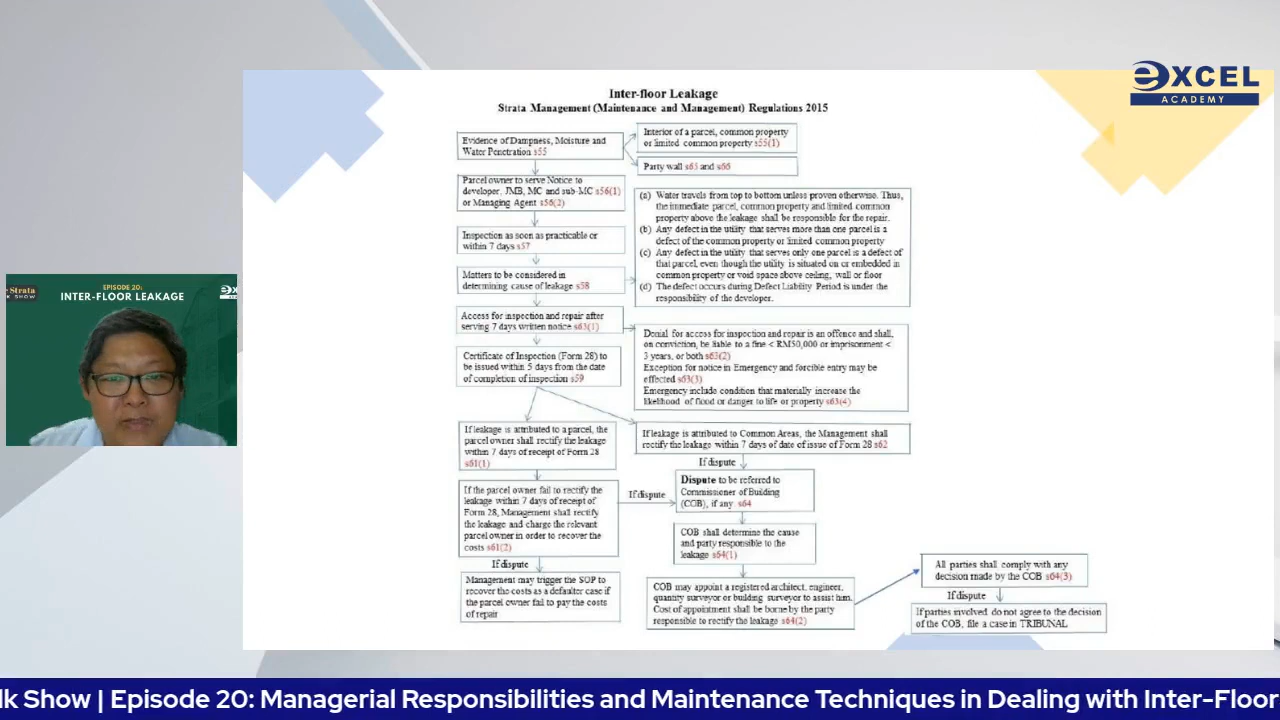 eXCEL
ACADEMY
Inter-floor Leakage
Strata Management (Maintenance and Management) Regulations 2015
Evidence of Dampness, Moisture and
Water Penetration s55
Interior of a parcel, common property
or limited common property s55(1)
Party wall s65 and s66
Parcel owner to serve Notice to
developer, JMB, MC and sub-MC s56(1)
or Managing Agent s56(2)
Inspection as soon as practicable or
within 7 days s57
Matters to be considered in
determining cause of leakage s58
(a) Water travels from top to bottom unless proven otherwise. Thus,
the immediate parcel, common property and limited common
property above the leakage shall be responsible for the repair.
(b) Any defect in the utility that serves more than one parcel is a
defect of the common property or limited common property
(c) Any defect in the utility that serves only one parcel is a defect of
that parcel, even though the utility is situated on or embedded in
common property or void space above ceiling, wall or floor
(d) The defect occurs during Defect Liability Period is under the
responsibility of the developer.
Access for inspection and repair after
serving 7 days written notice s63(1)
Denial for access for inspection and repair is an offence and shall,
on conviction, be liable to a fine < RM50,000 or imprisonment <
3 years, or both s63(2)
Exception for notice in Emergency and forcible entry may be
effected s63(3)
Emergency include condition that materially increase the
likelihood of flood or danger to life or property s63(4)
Certificate of Inspection (Form 28) to
be issued within 5 days from the date
of completion of inspection s59
If leakage is attributed to a parcel, the
parcel owner shall rectify the leakage
within 7 days of receipt of Form 28
s61(1)
If leakage is attributed to Common Areas, the Management shall
rectify the leakage within 7 days of date of issue of Form 28 s62
If dispute
If the parcel owner fail to rectify the
leakage within 7 days of receipt of
Form 28, Management shall rectify
the leakage and charge the relevant
parcel owner in order to recover the
costs s61(2)
If dispute
Dispute to be referred to
Commissioner of Building
(COB), if any s64
COB shall determine the cause
and party responsible to the
leakage s64(1)
If dispute
Management may trigger the SOP to
recover the costs as a defaulter case if
the parcel owner fail to pay the costs
of repair
COB may appoint a registered architect, engineer,
quantity surveyor or building surveyor to assist him.
Cost of appointment shall be borne by the party
responsible to rectify the leakage s64(2)
All parties shall comply with any
decision made by the COB s64(3)
If dispute
If parties involved do not agree to the decision
of the COB, file a case in TRIBUNAL
Strata
K SHOW
EPISODE 20:
INTER-FLOOR LEAKAGE
eX
lk Show | Episode 20: Managerial Responsibilities and Maintenance Techniques in Dealing with Inter-Floor